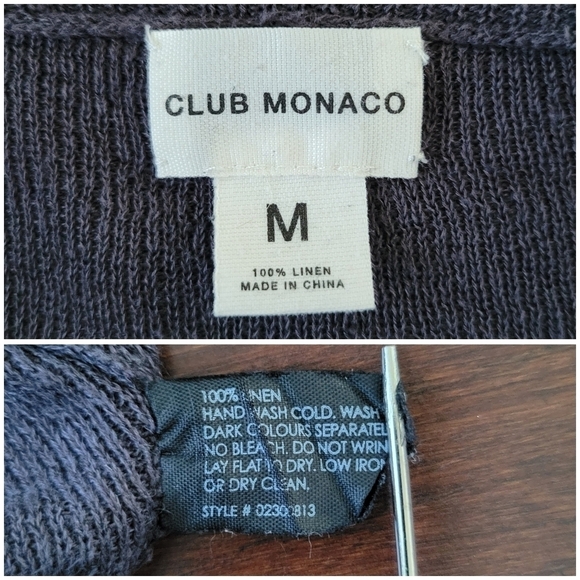 CLUB MONACO
M
100% LINEN
MADE IN CHINA
100% LINEN
HAND WASH COLD. WASH
DARK COLOURS SEPARATEL
NO BLEACH. DO NOT WRIN
LAY FLAT TO DRY. LOW IRON
OR DRY CLEAN.
STYLE #